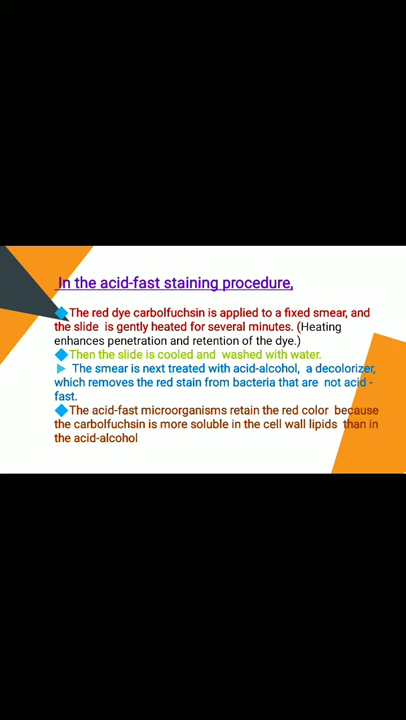 In the acid-fast staining procedure,
🔷The red dye carbolfuchsin is applied to a fixed smear, and
the slide is gently heated for several minutes. (Heating
enhances penetration and retention of the dye.)
🔷Then the slide is cooled and washed with water.
▶ The smear is next treated with acid-alcohol, a decolorizer,
which removes the red stain from bacteria that are not acid -
fast.
🔷The acid-fast microorganisms retain the red color because
the carbolfuchsin is more soluble in the cell wall lipids than in
the acid-alcohol